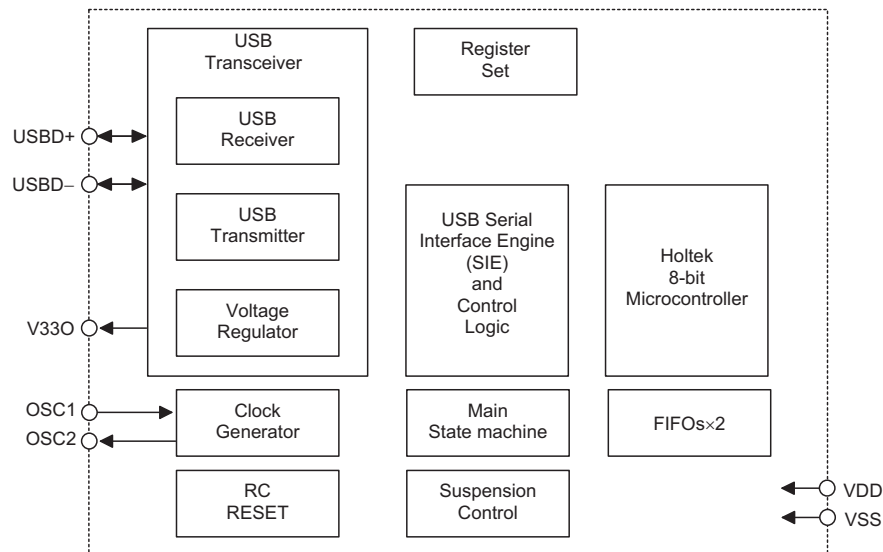 USB
Transceiver
Register
Set
USB
Receiver
USBD+
USBD−
USB
Transmitter
USB Serial
Interface Engine
(SIE)
and
Control
Logic
Holtek
8-bit
Microcontroller
Voltage
Regulator
V33O
OSC1
OSC2
Clock
Generator
Main
State machine
FIFOs×2
RC
RESET
Suspension
Control
VDD
VSS